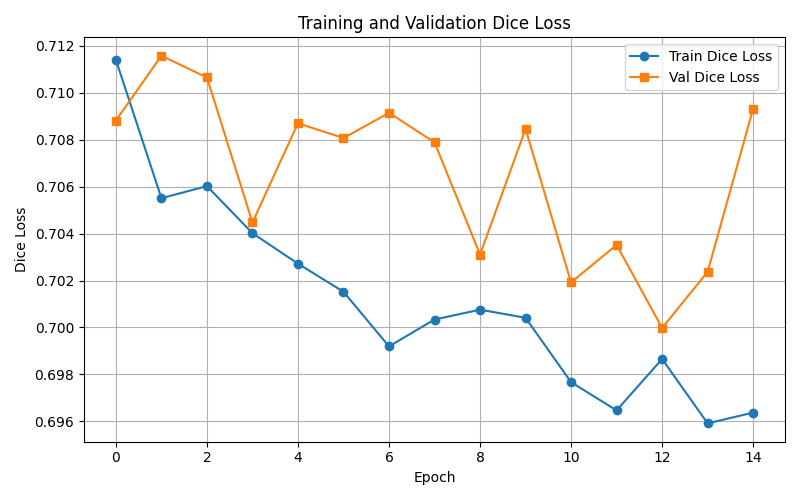 Training and Validation Dice Loss
Train Dice Loss
Val Dice Loss
0.712
0.710
0.708
0.706
0.704
0.702
0.700
0.698
0.696
Dice Loss
0 2 4 6 8 10 12 14
Epoch